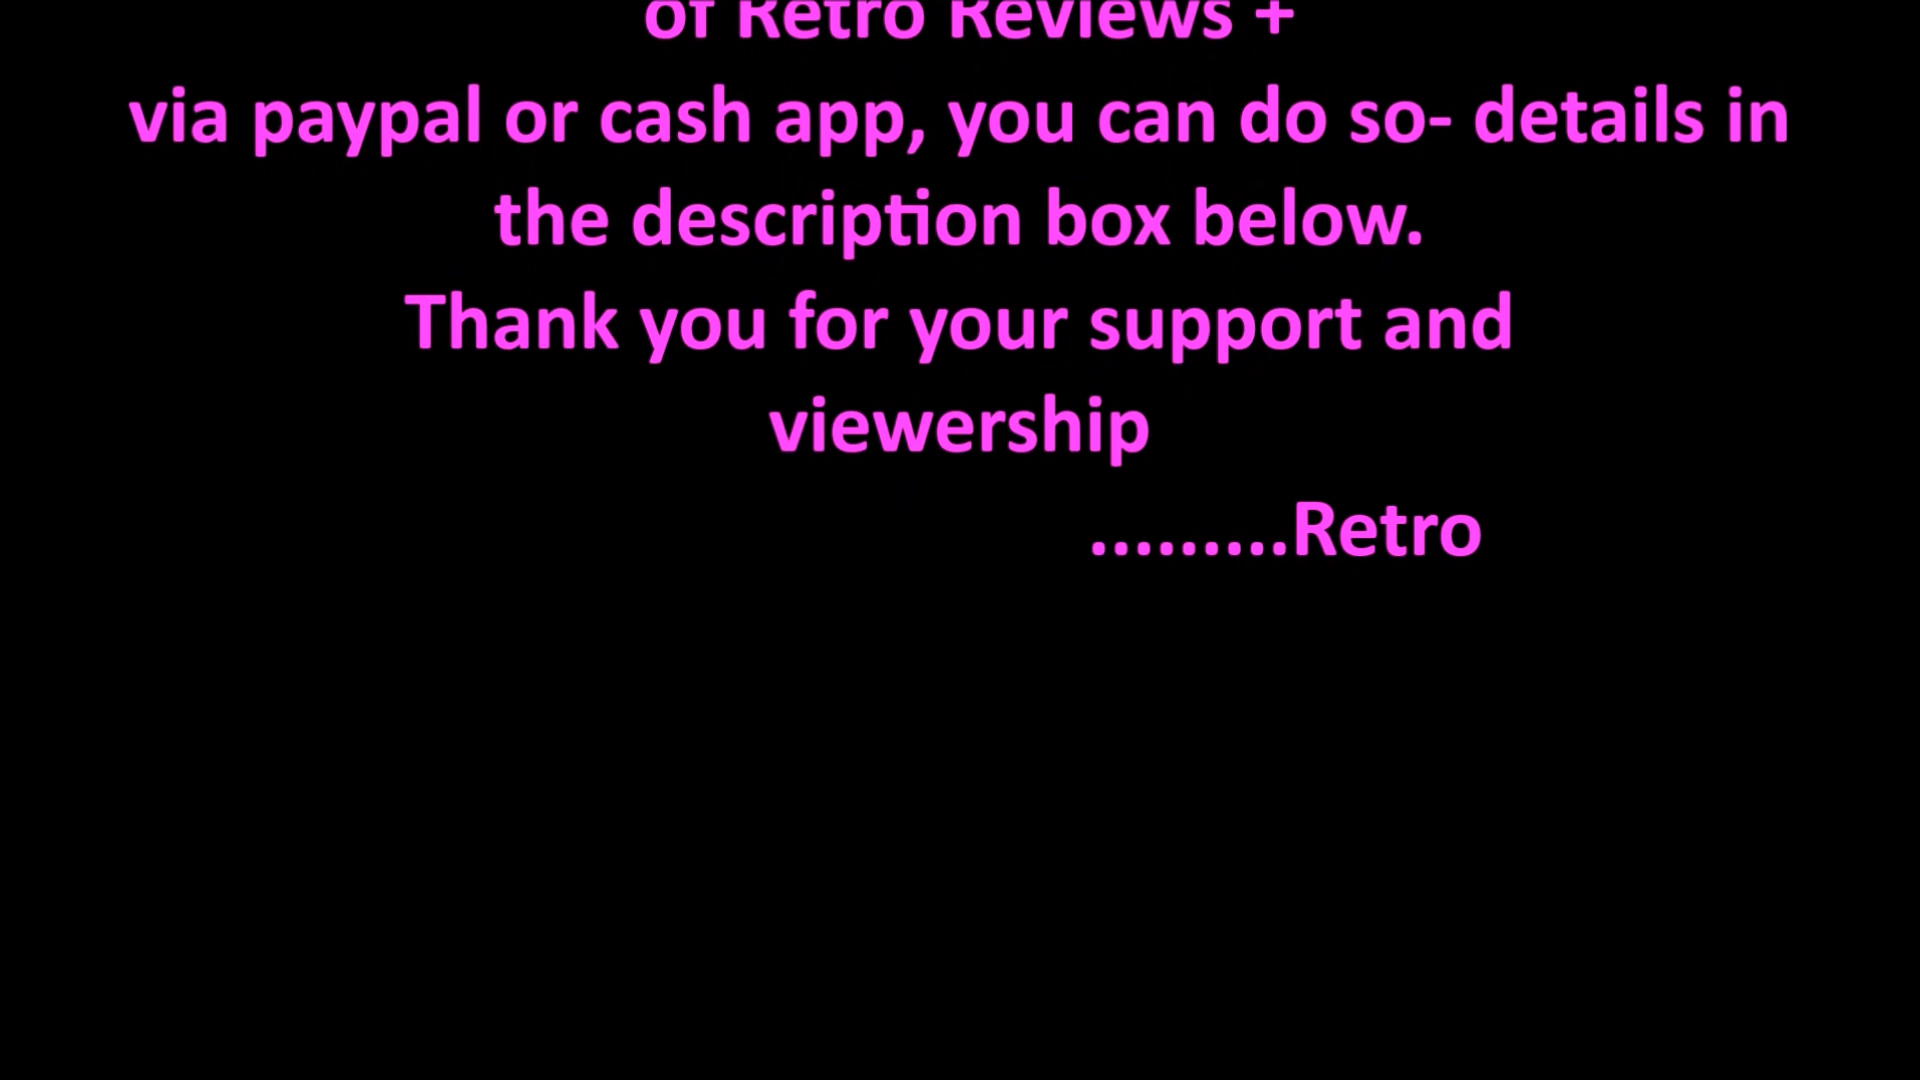 of Retro Reviews +
via paypal or cash app, you can do so- details in
the description box below.
Thank you for your support and
viewership
.........Retro